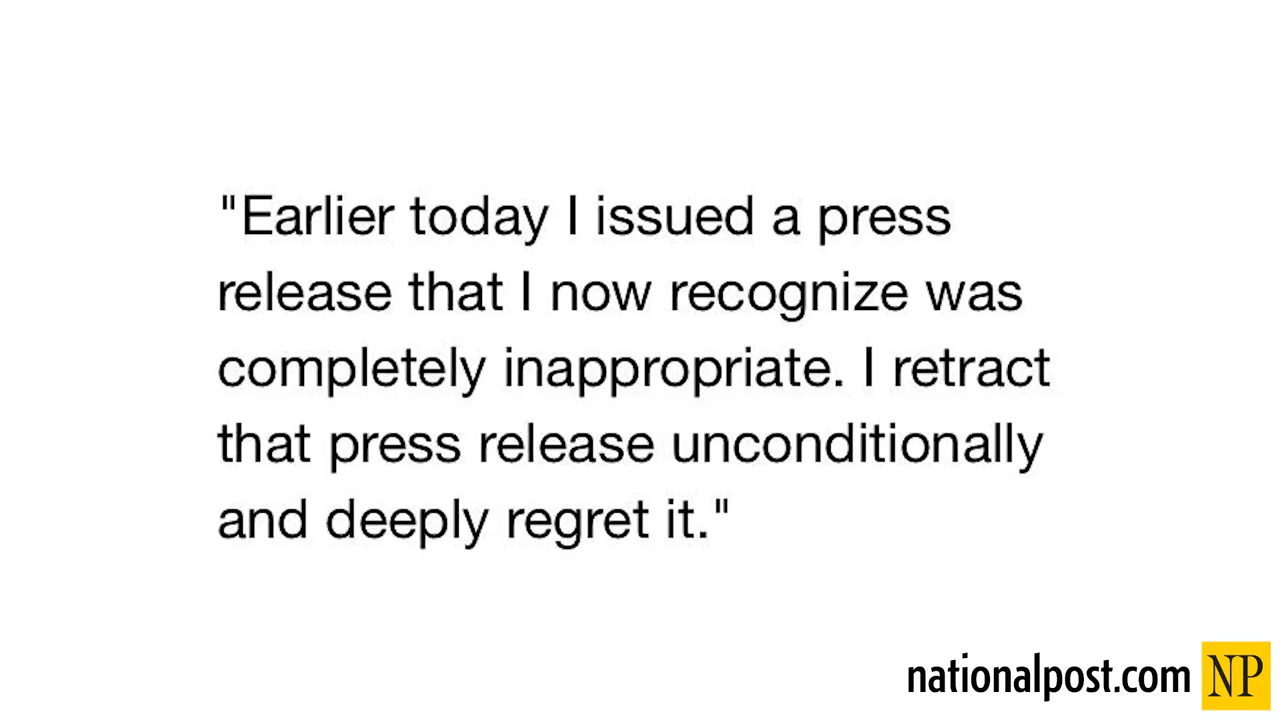 "Earlier today I issued a press
release that I now recognize was
completely inappropriate. I retract
that press release unconditionally
and deeply regret it."
nationalpost.com NP